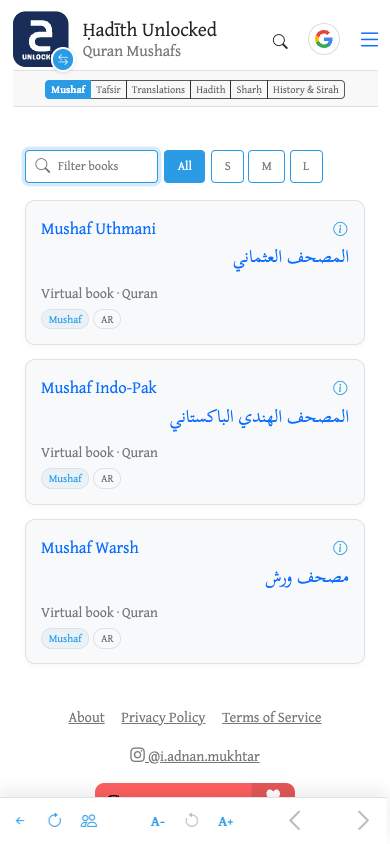 UNLOCK
Ḥadīth Unlocked
Quran Mushafs
Mushaf Tafsir Translations Hadith Sharḥ History & Sirah
Filter books All S M L
Mushaf Uthmani
المصحف العثماني
Virtual book · Quran
Mushaf AR
Mushaf Indo-Pak
المصحف الهندي الباكستاني
Virtual book · Quran
Mushaf AR
Mushaf Warsh
مصحف ورش
Virtual book · Quran
Mushaf AR
About Privacy Policy Terms of Service
@i.adnan.mukhtar
A- A+